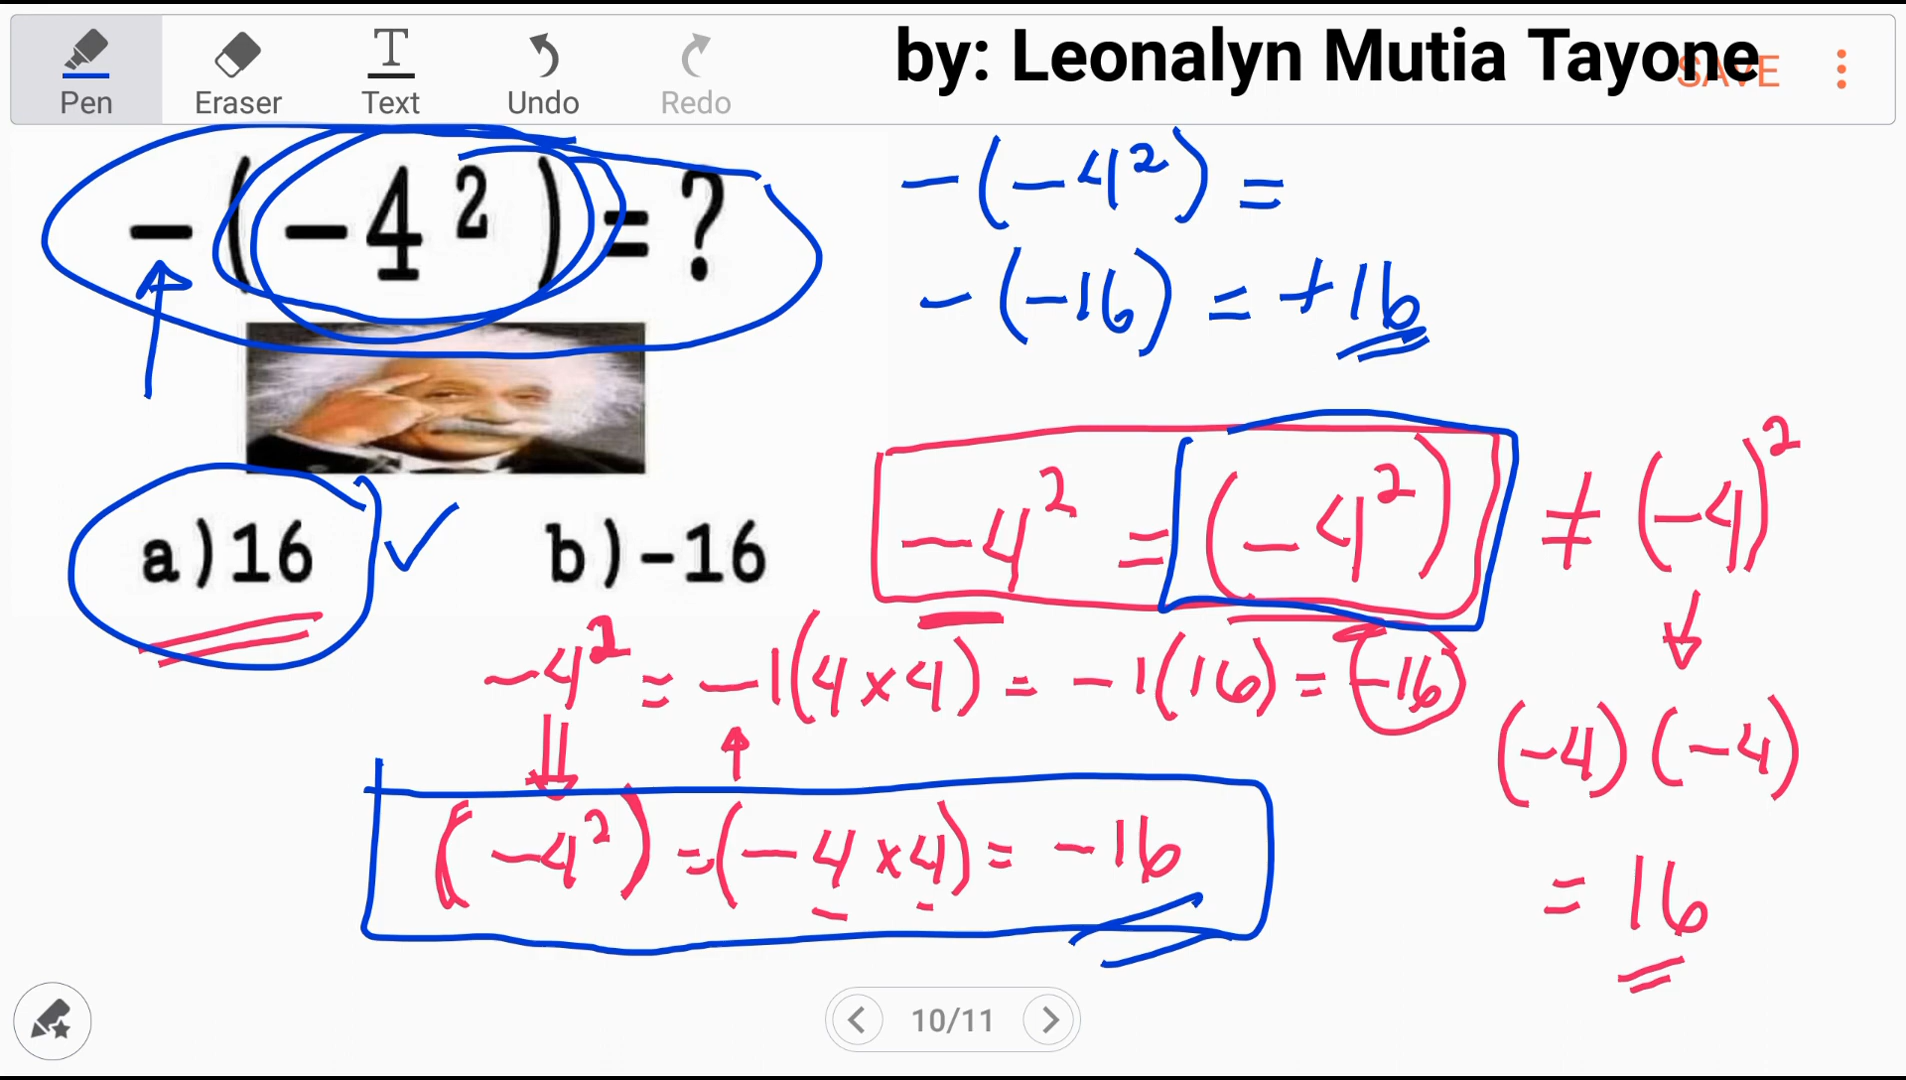 Pen Eraser Text Undo Redo
by: Leonalyn Mutia Tayone
SAVE
-(-4²)=?
a)16 b)-16
-(-4²) =
-(-16) = +16
-4² = (-4²) ≠ (-4)²
-4² = -1(4×4) = -1(16) = -16
(-4)(-4)
= 16
(-4²) = (-4×4) = -16
10/11